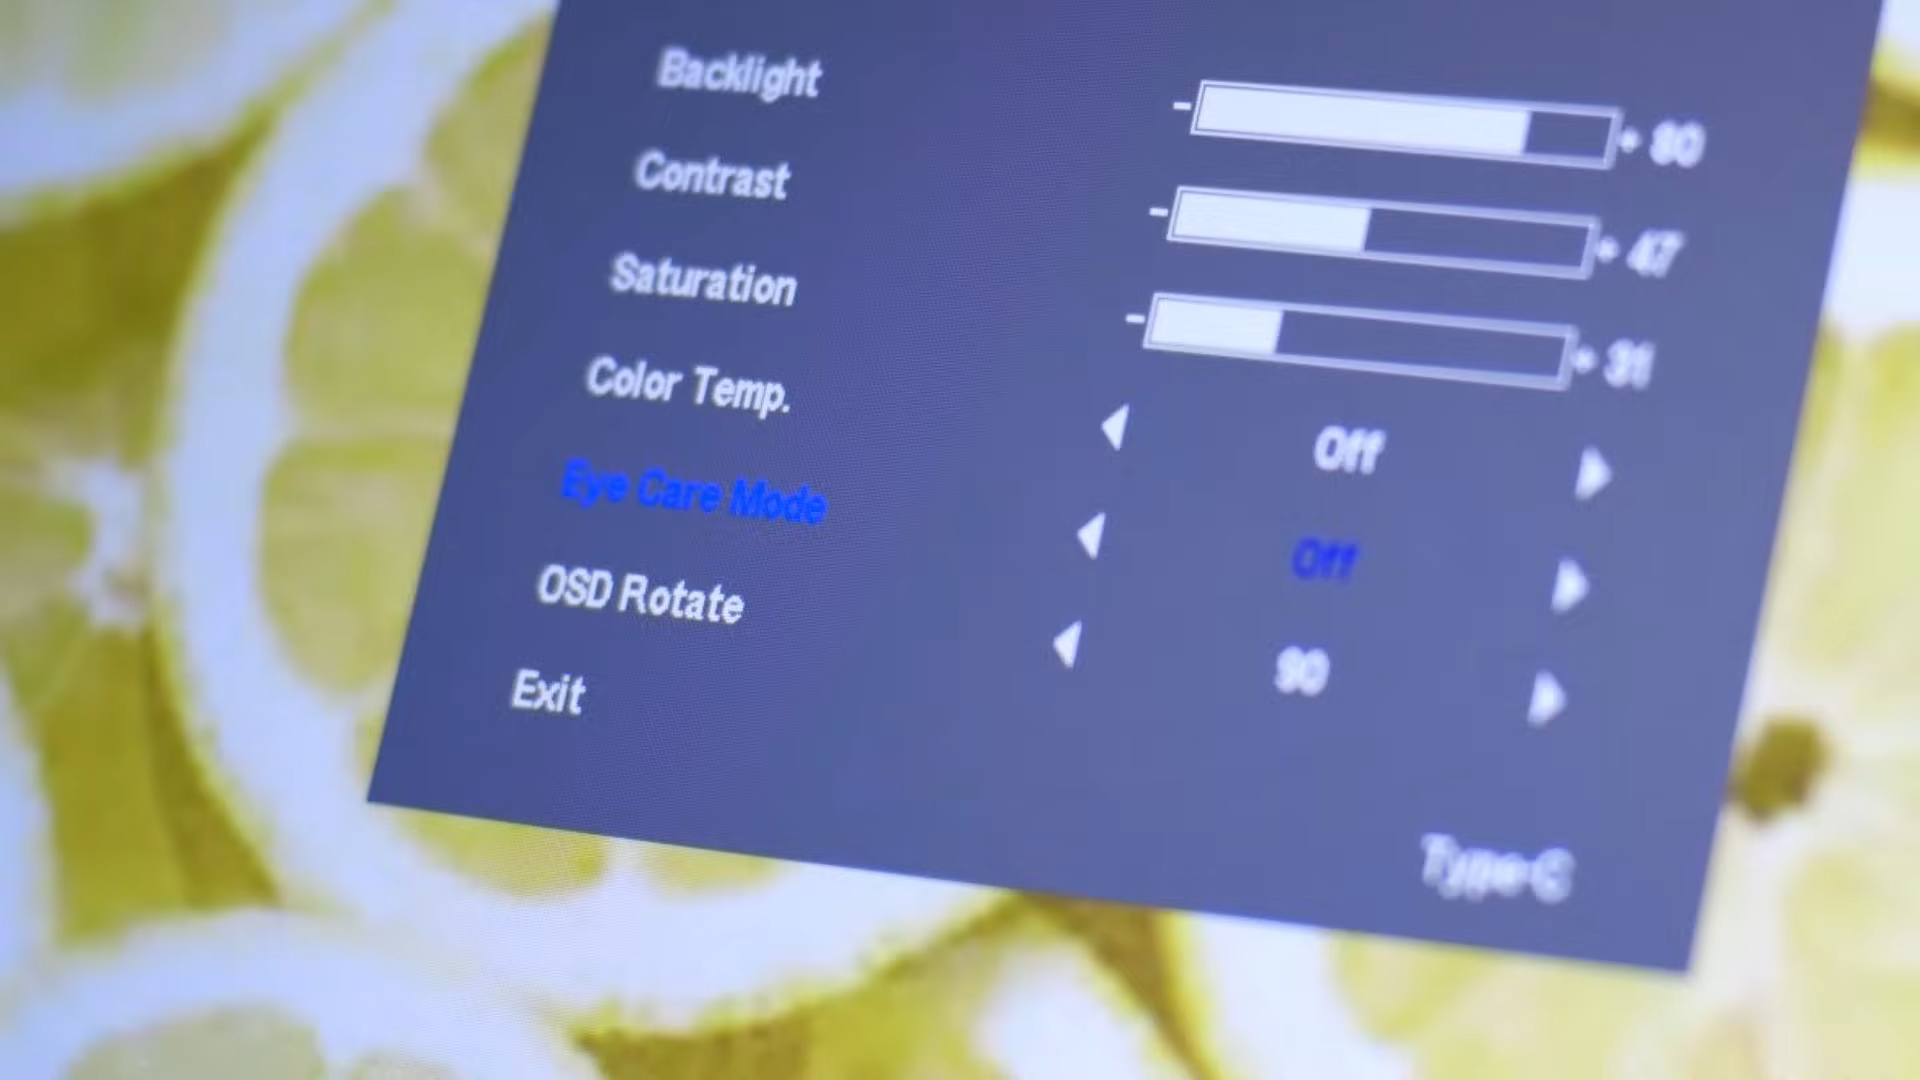 Backlight - + 80
Contrast - + 47
Saturation - + 31
Color Temp. Off
Eye Care Mode Off
OSD Rotate 90
Exit
Type-C